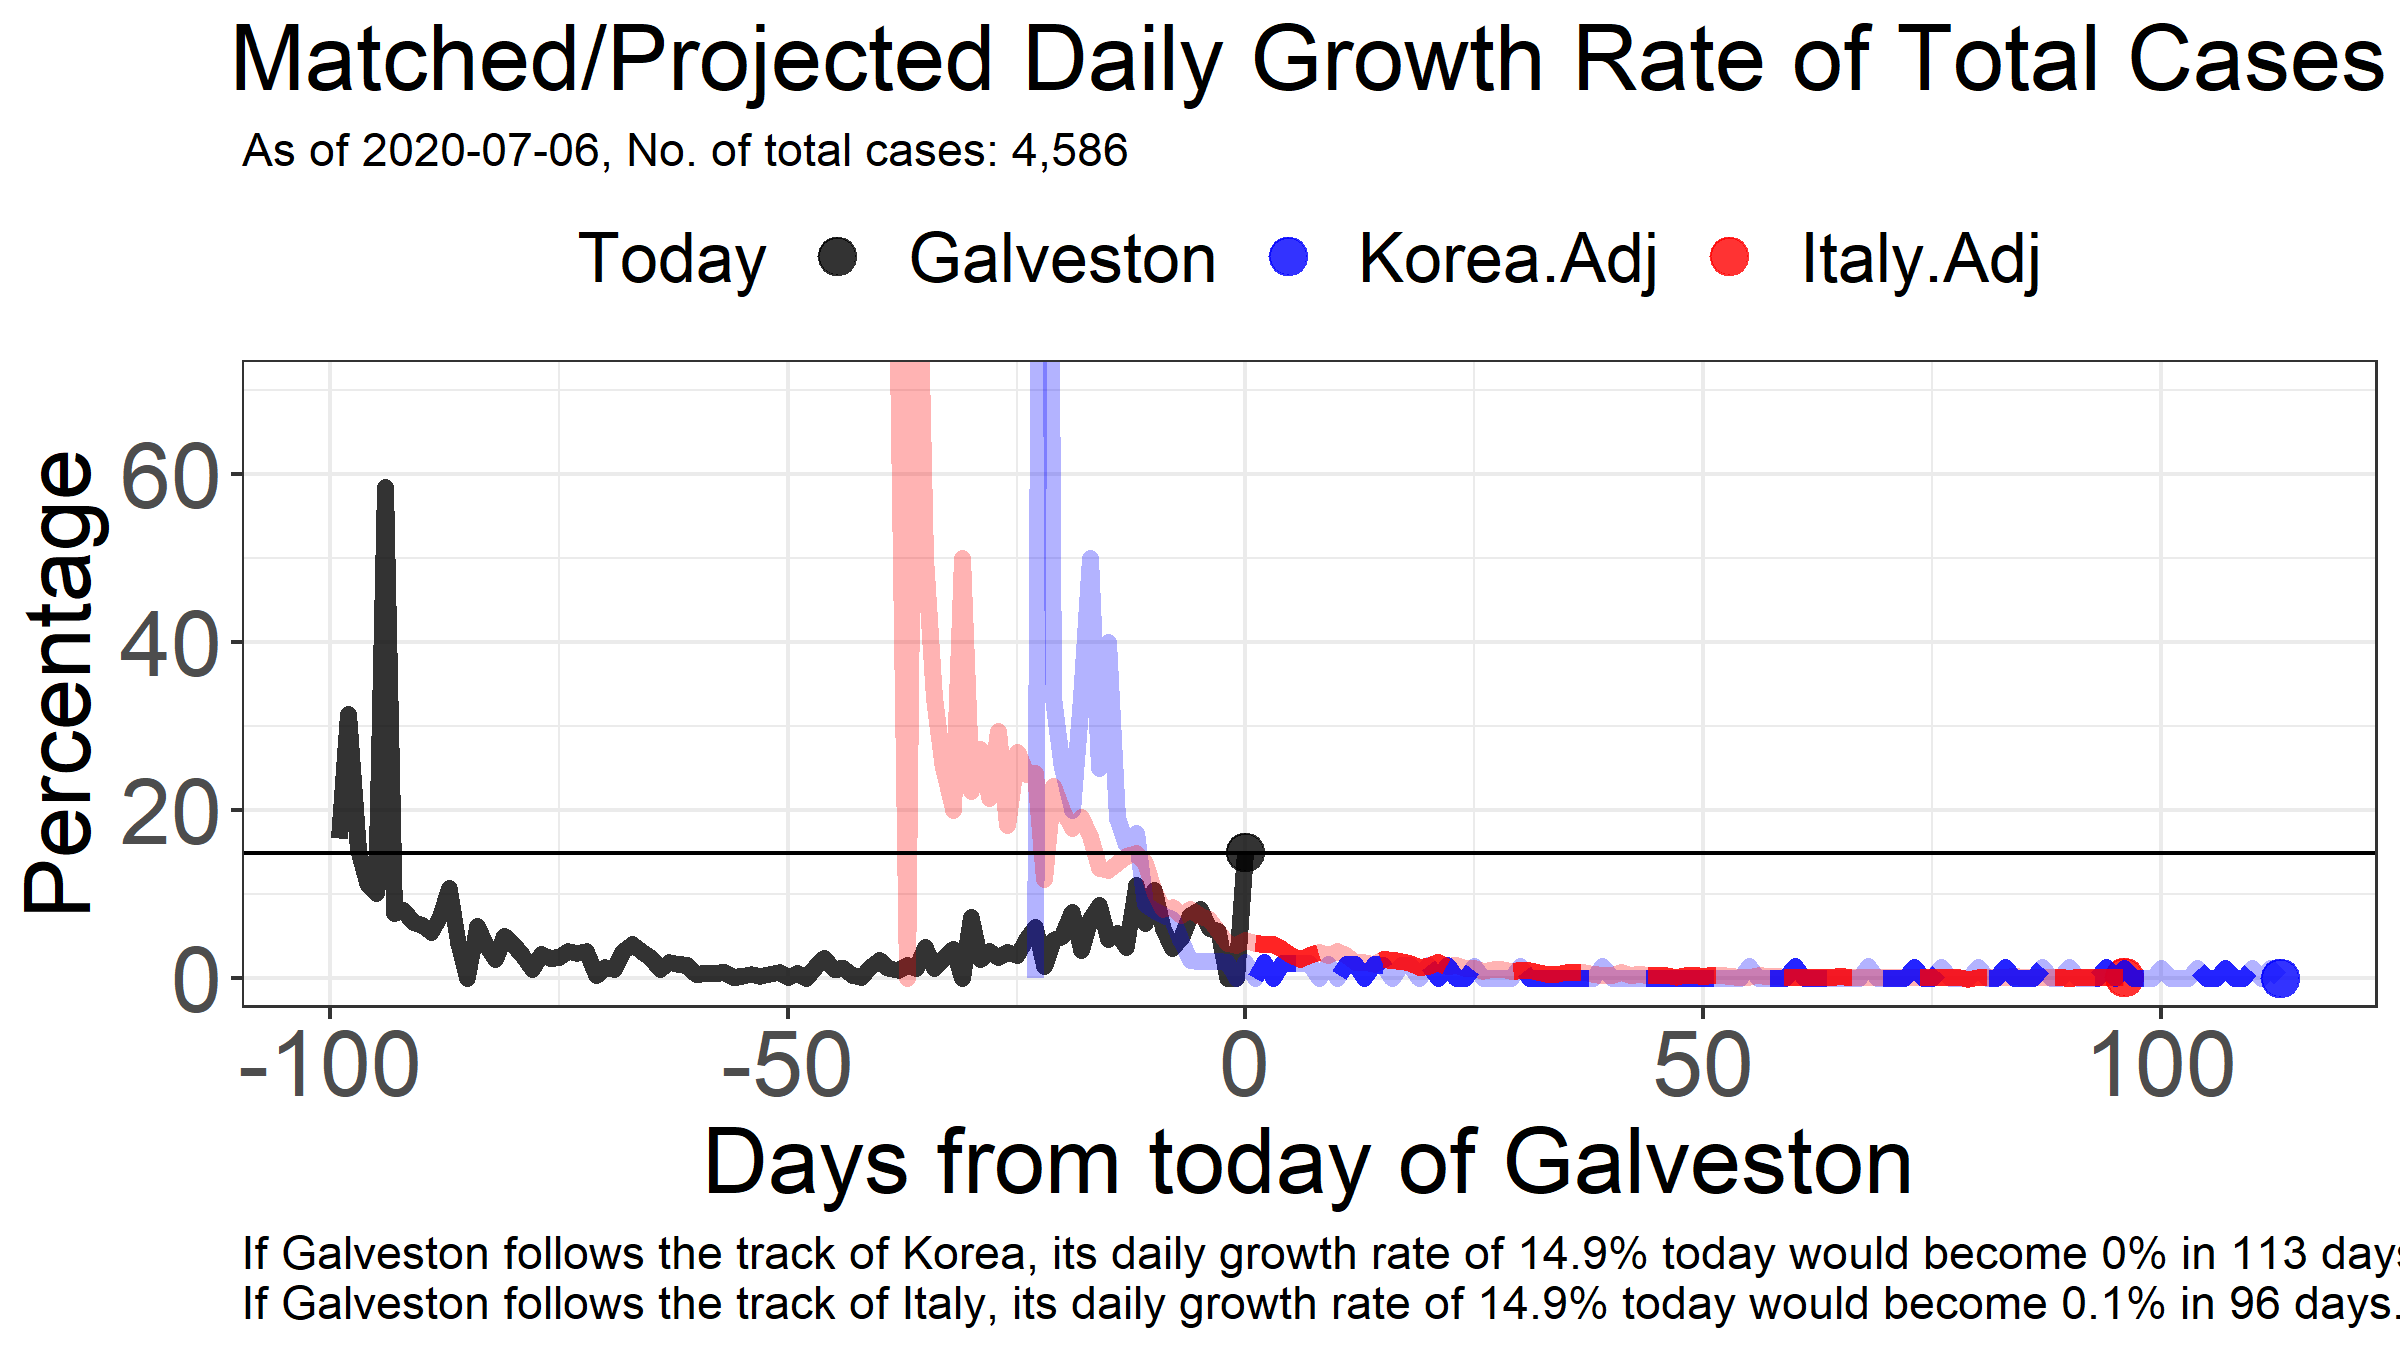 Matched/Projected Daily Growth Rate of Total Cases
As of 2020-07-06, No. of total cases: 4,586
Today Galveston Korea.Adj Italy.Adj
Percentage
60
40
20
0
-100 -50 0 50 100
Days from today of Galveston
If Galveston follows the track of Korea, its daily growth rate of 14.9% today would become 0% in 113 days
If Galveston follows the track of Italy, its daily growth rate of 14.9% today would become 0.1% in 96 days.